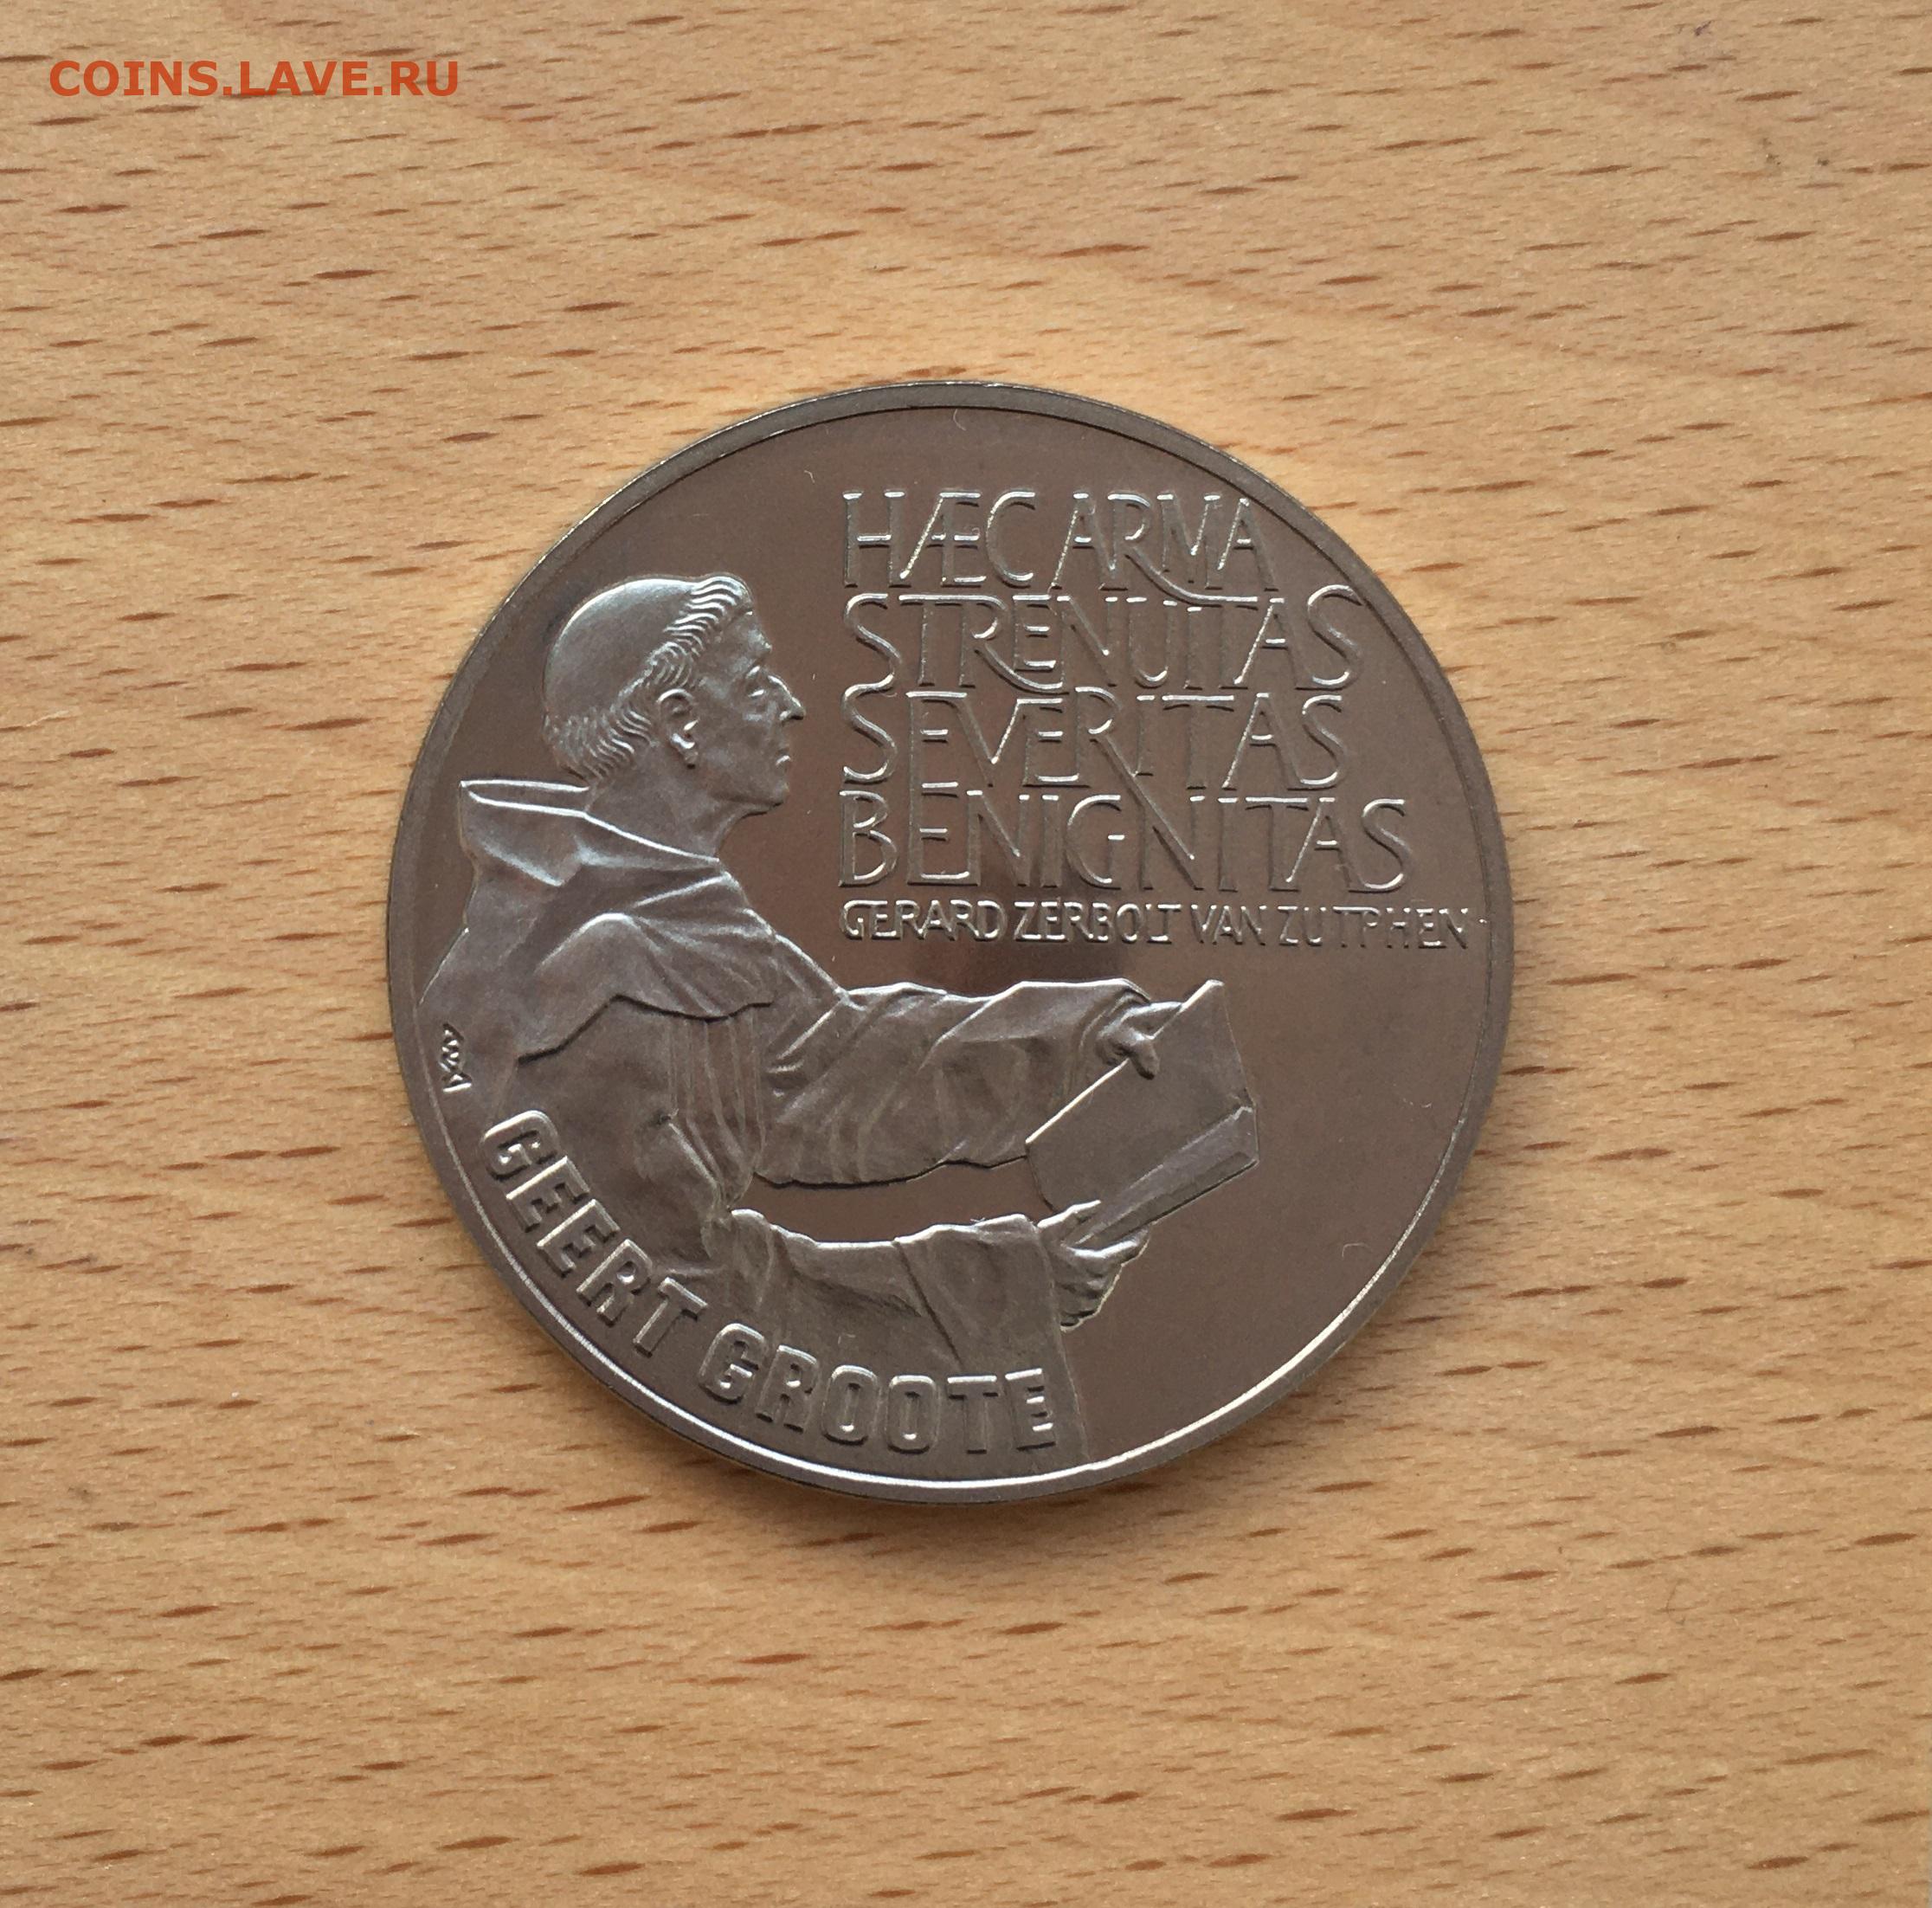 COINS.LAVE.RU
HÆC ARMA
STRENUITAS
SEVERITAS
BENIGNITAS
GERARD ZERBOLT VAN ZUTPHEN
GEERT GROOTE